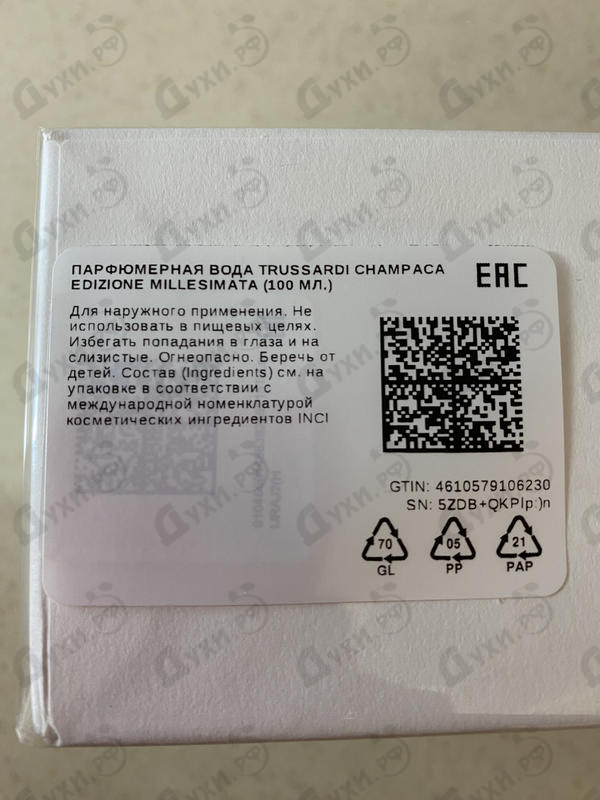 ПАРФЮМЕРНАЯ ВОДА TRUSSARDI CHAMPACA
EDIZIONE MILLESIMATA (100 МЛ.)
EAC
Для наружного применения. Не
использовать в пищевых целях.
Избегать попадания в глаза и на
слизистые. Огнеопасно. Беречь от
детей. Состав (Ingredients) см. на
упаковке в соответствии с
международной номенклатурой
косметических ингредиентов INCI
GTIN: 4610579106230
SN: 5ZDB+QKPIp:)n
70
GL
05
PP
21
PAP
Духи.РФ